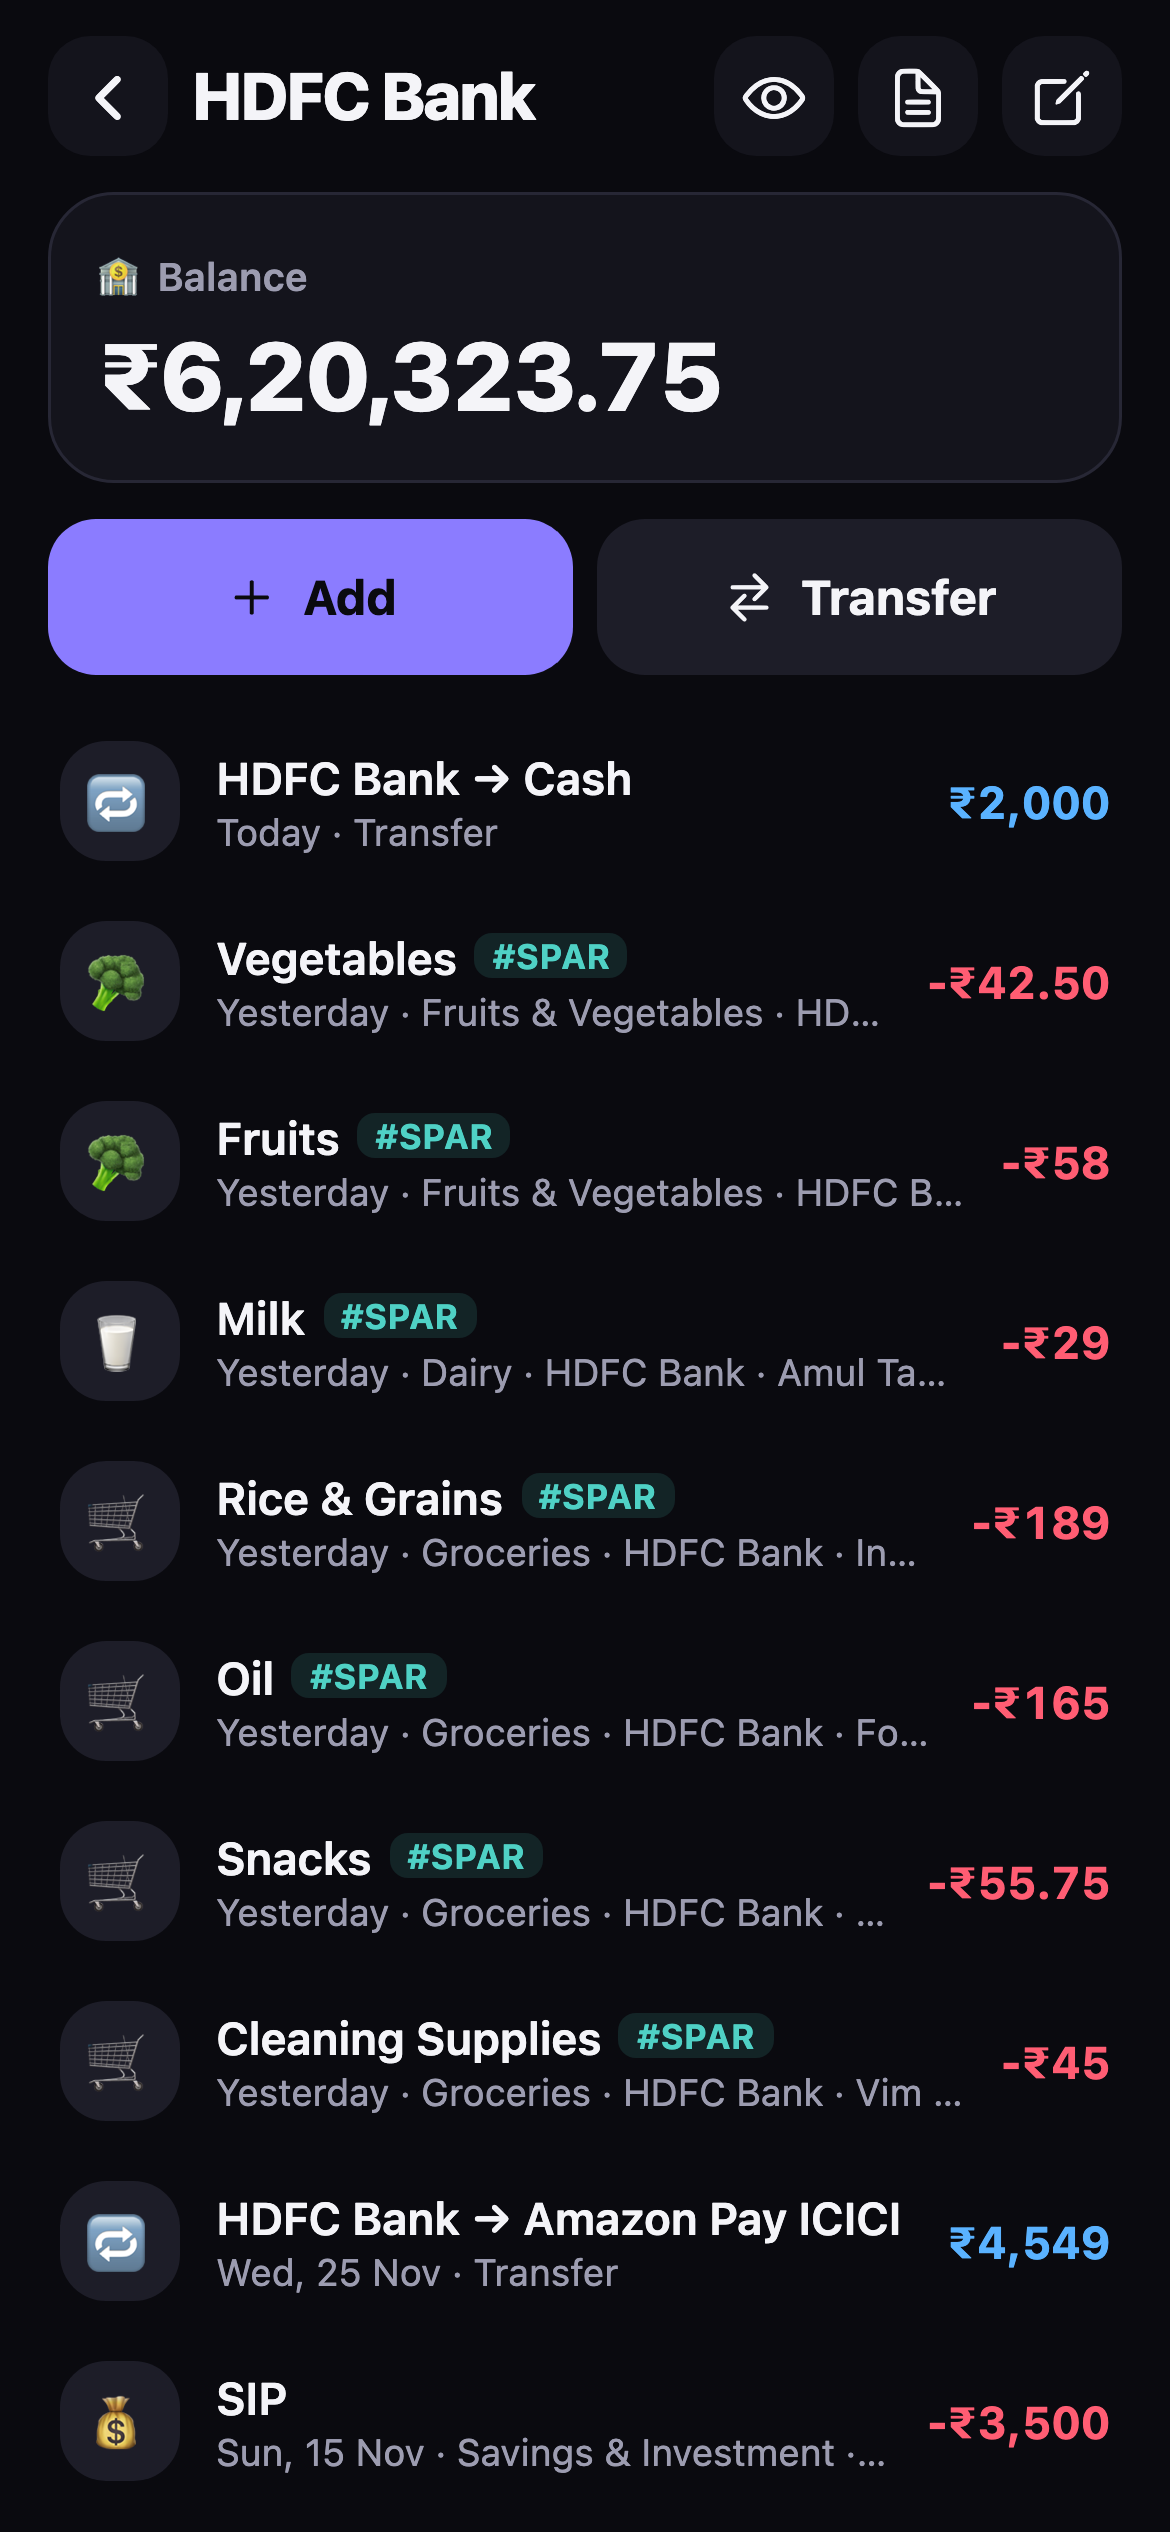 HDFC Bank
Balance
₹6,20,323.75
Add
Transfer
HDFC Bank → Cash
Today · Transfer
₹2,000
Vegetables #SPAR
Yesterday · Fruits & Vegetables · HD...
-₹42.50
Fruits #SPAR
Yesterday · Fruits & Vegetables · HDFC B...
-₹58
Milk #SPAR
Yesterday · Dairy · HDFC Bank · Amul Ta...
-₹29
Rice & Grains #SPAR
Yesterday · Groceries · HDFC Bank · In...
-₹189
Oil #SPAR
Yesterday · Groceries · HDFC Bank · Fo...
-₹165
Snacks #SPAR
Yesterday · Groceries · HDFC Bank · ...
-₹55.75
Cleaning Supplies #SPAR
Yesterday · Groceries · HDFC Bank · Vim ...
-₹45
HDFC Bank → Amazon Pay ICICI
Wed, 25 Nov · Transfer
₹4,549
SIP
Sun, 15 Nov · Savings & Investment ·...
-₹3,500